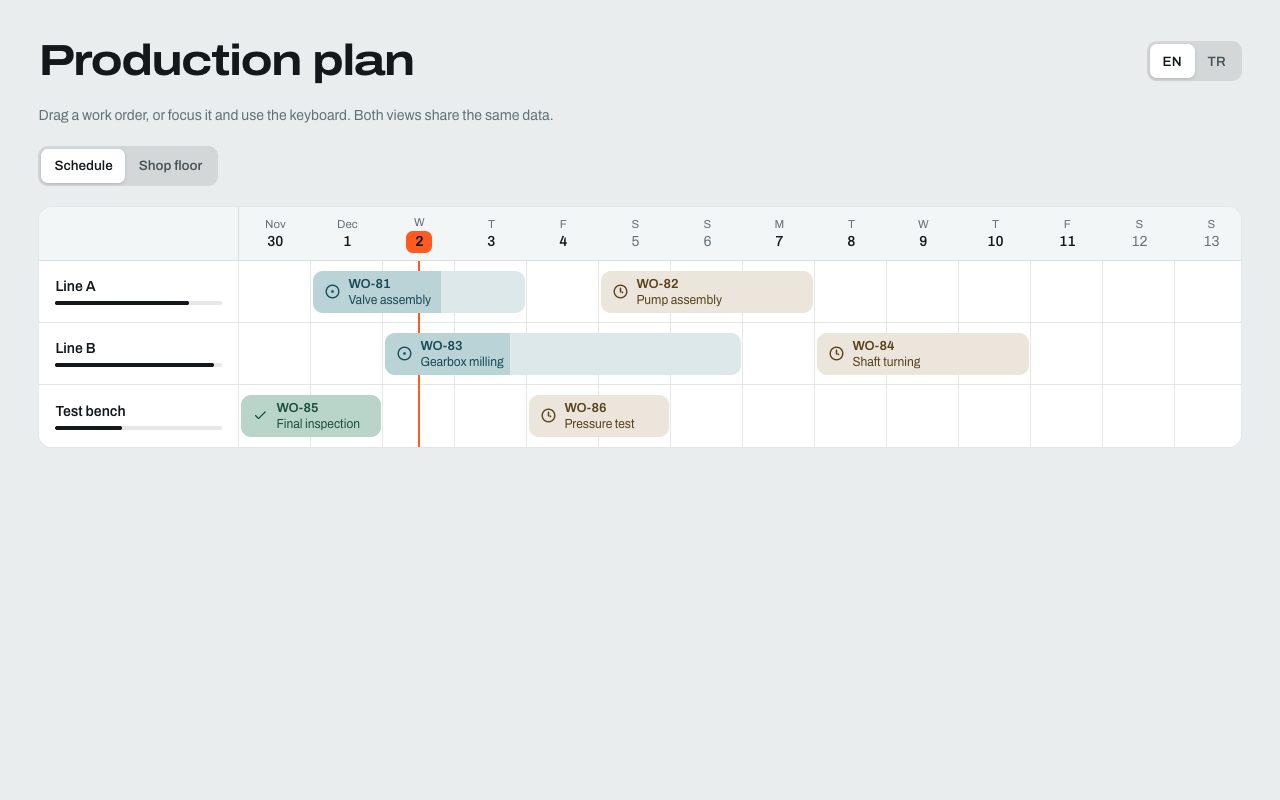 Production plan
EN TR
Drag a work order, or focus it and use the keyboard. Both views share the same data.
Schedule Shop floor
Nov Dec W T F S S M T W T F S S
30 1 2 3 4 5 6 7 8 9 10 11 12 13
Line A
WO-81
Valve assembly
WO-82
Pump assembly
Line B
WO-83
Gearbox milling
WO-84
Shaft turning
Test bench
WO-85
Final inspection
WO-86
Pressure test